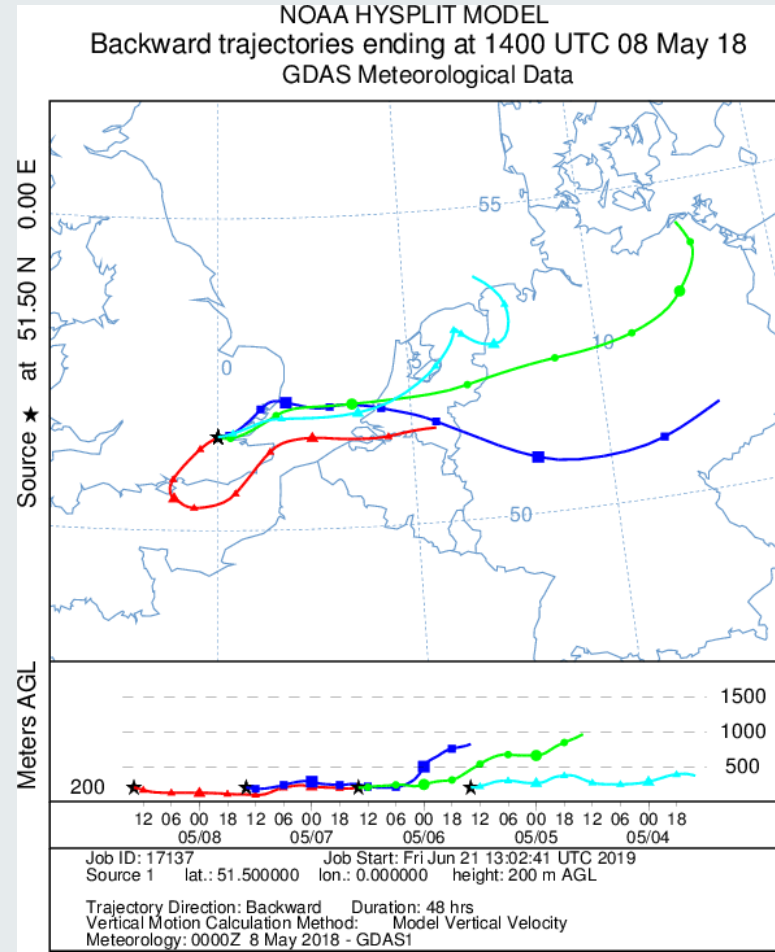 NOAA HYSPLIT MODEL
Backward trajectories ending at 1400 UTC 08 May 18
GDAS Meteorological Data
Source ★ at 51.50 N 0.00 E
55
0
5
10
50
Meters AGL
1500
1000
500
200
12 06 00 18 12 06 00 18 12 06 00 18 12 06 00 18 12 06 00 18
05/08 05/07 05/06 05/05 05/04
Job ID: 17137 Job Start: Fri Jun 21 13:02:41 UTC 2019
Source 1 lat.: 51.500000 lon.: 0.000000 height: 200 m AGL
Trajectory Direction: Backward Duration: 48 hrs
Vertical Motion Calculation Method: Model Vertical Velocity
Meteorology: 0000Z 8 May 2018 - GDAS1